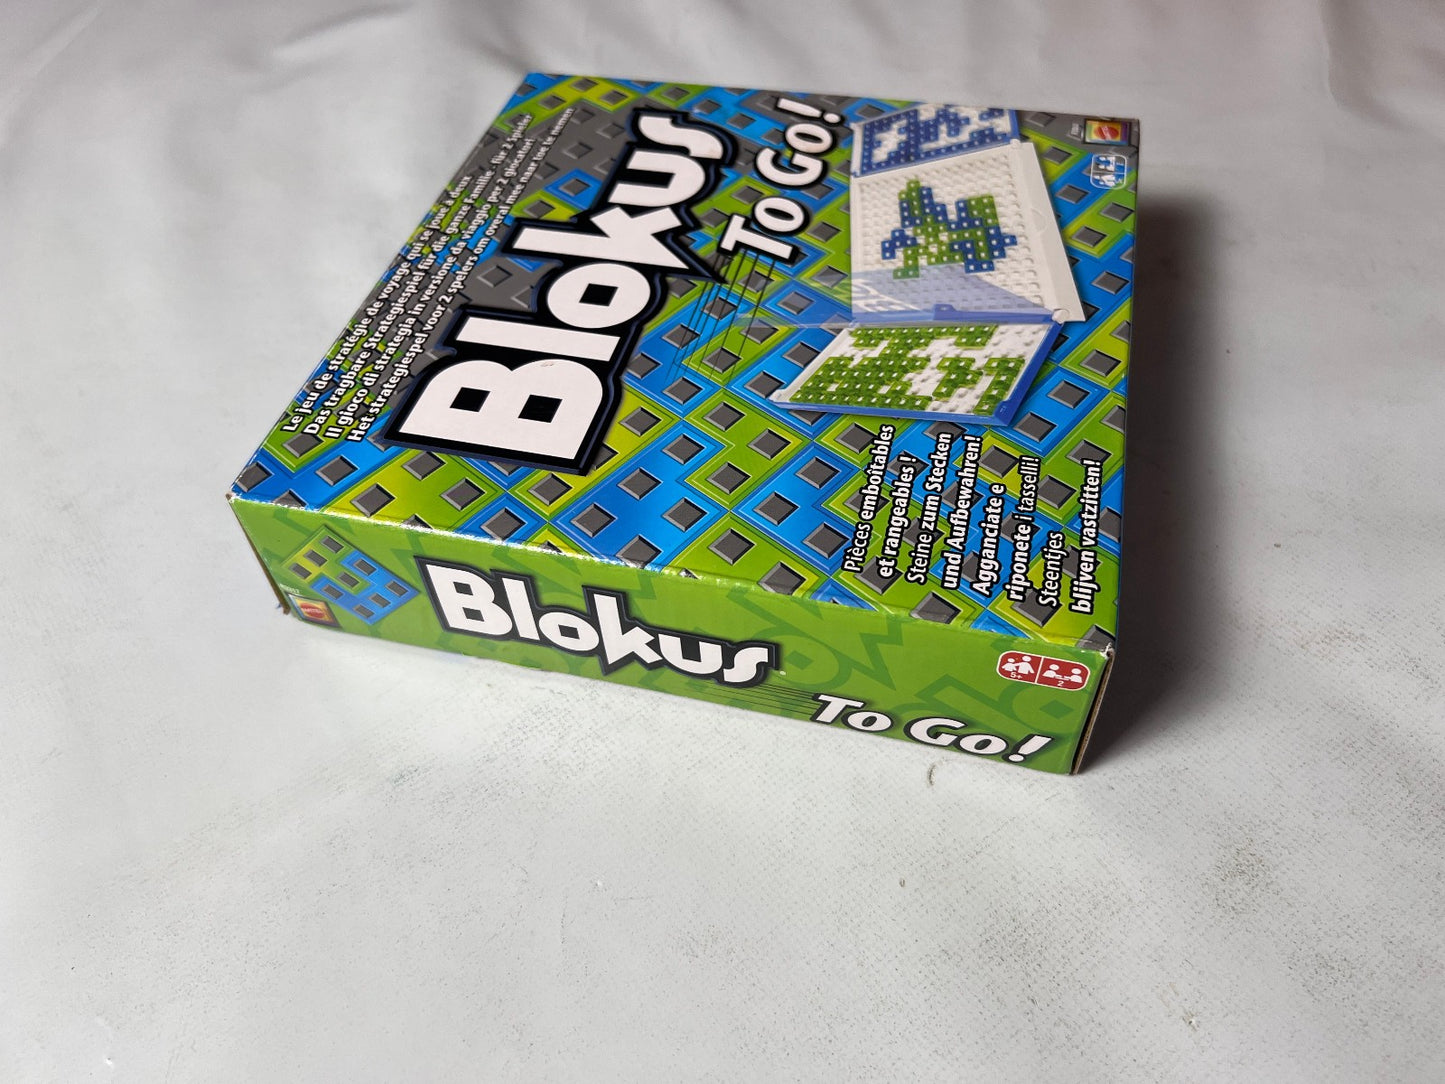 Le jeu de stratégie de voyage qui se joue à deux
Das tragbare Strategiespiel für die ganze Familie - für 2 Spieler
Il gioco di strategia in versione da viaggio per 2 giocatori!
Het strategiespel voor 2 spelers om overal mee naar toe te nemen
Blokus
To Go!
Pièces emboîtables
et rangeables !
Steine zum Stecken
und Aufbewahren!
Agganciate e
riponete i tasselli!
Steentjes
blijven vastzitten!
Blokus
To Go!
5+
2